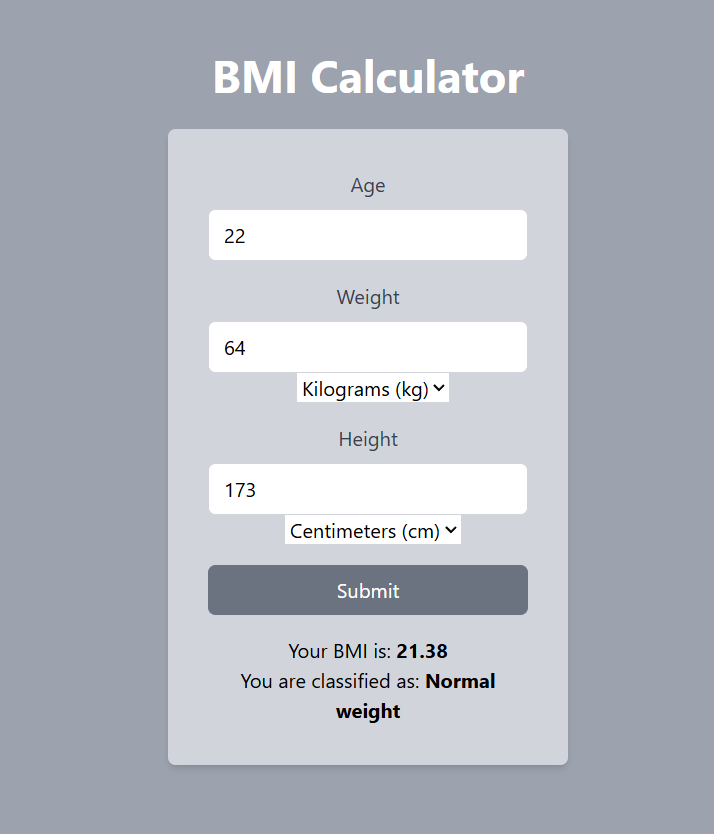 BMI Calculator
Age
22
Weight
64
Kilograms (kg)
Height
173
Centimeters (cm)
Submit
Your BMI is: 21.38
You are classified as: Normal
weight